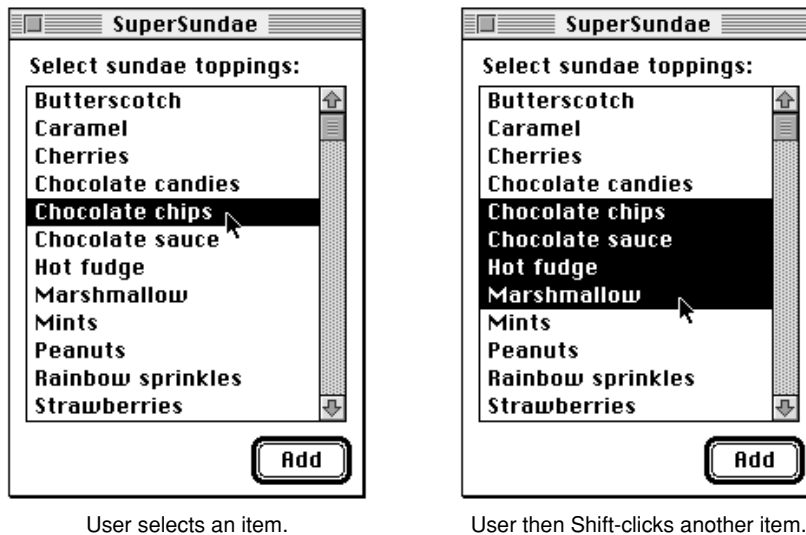 SuperSundae
Select sundae toppings:
Butterscotch
Caramel
Cherries
Chocolate candies
Chocolate chips
Chocolate sauce
Hot fudge
Marshmallow
Mints
Peanuts
Rainbow sprinkles
Strawberries
Add
User selects an item.
SuperSundae
Select sundae toppings:
Butterscotch
Caramel
Cherries
Chocolate candies
Chocolate chips
Chocolate sauce
Hot fudge
Marshmallow
Mints
Peanuts
Rainbow sprinkles
Strawberries
Add
User then Shift-clicks another item.